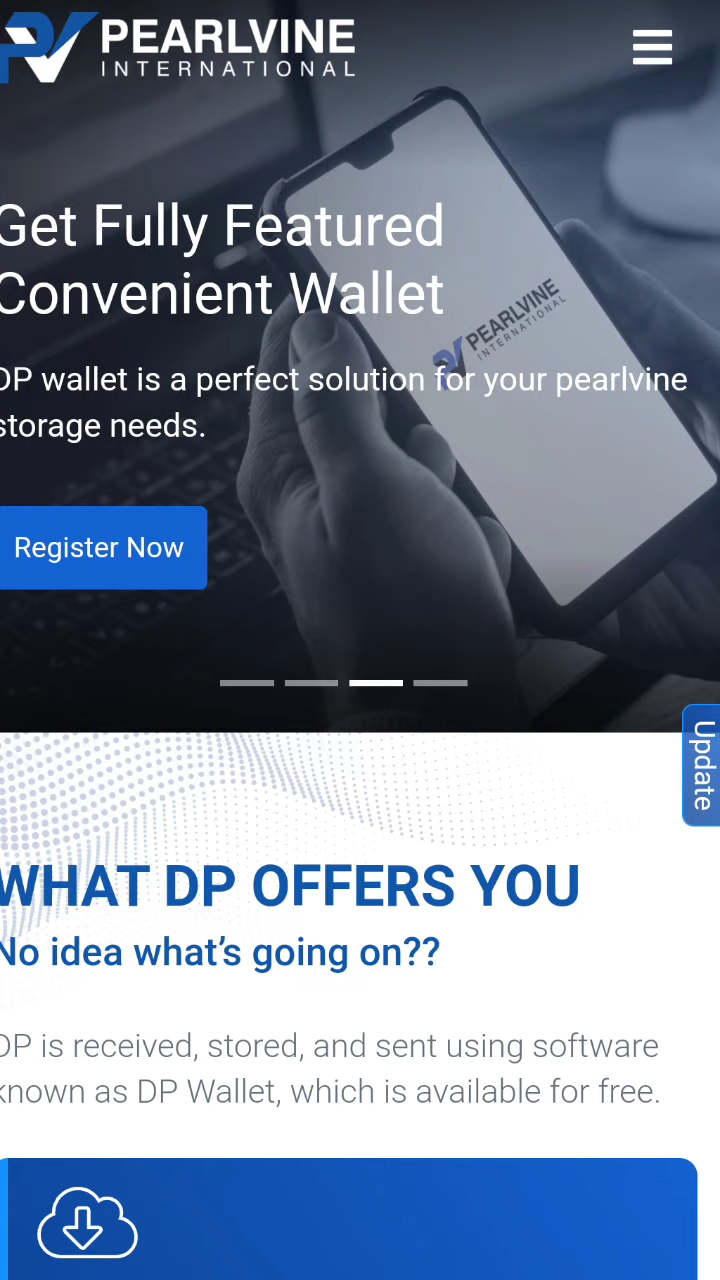 PEARLVINE
INTERNATIONAL
Get Fully Featured
Convenient Wallet
PEARLVINE
INTERNATIONAL
DP wallet is a perfect solution for your pearlvine
storage needs.
Register Now
Update
WHAT DP OFFERS YOU
No idea what’s going on??
DP is received, stored, and sent using software
known as DP Wallet, which is available for free.